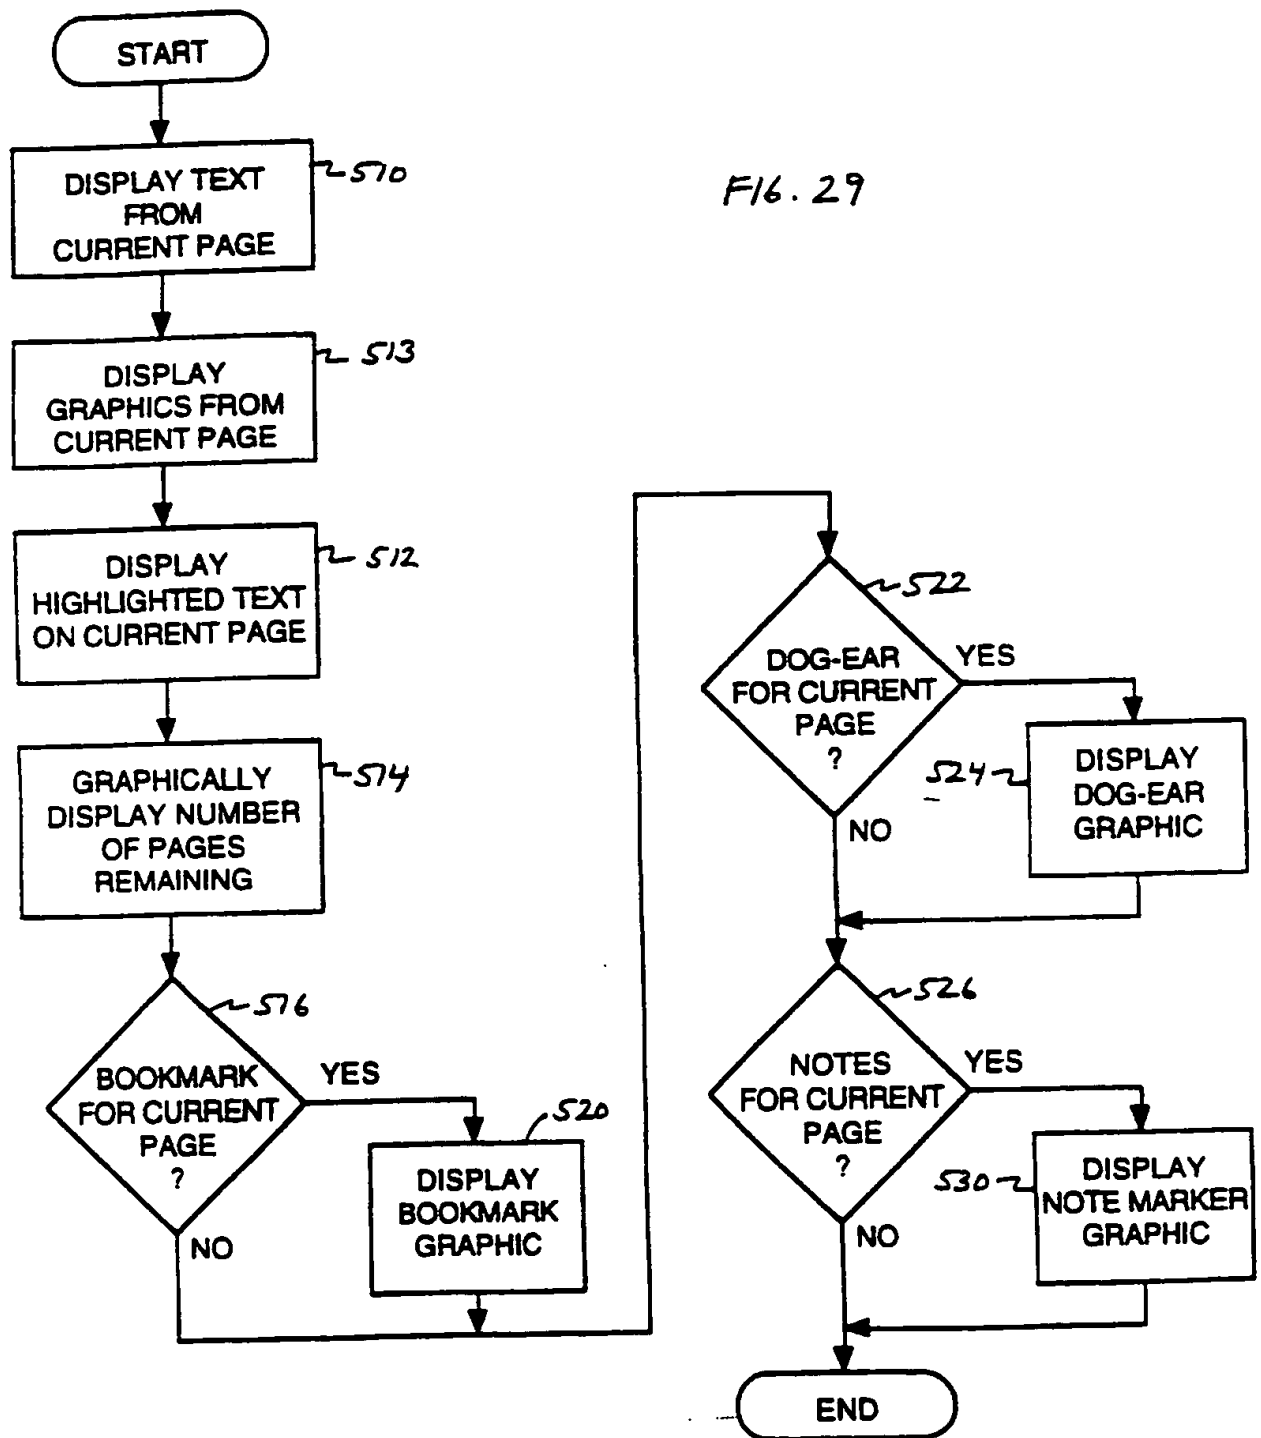 START
DISPLAY TEXT
FROM
CURRENT PAGE
510
FIG. 29
DISPLAY
GRAPHICS FROM
CURRENT PAGE
513
DISPLAY
HIGHLIGHTED TEXT
ON CURRENT PAGE
512
GRAPHICALLY
DISPLAY NUMBER
OF PAGES
REMAINING
514
BOOKMARK
FOR CURRENT
PAGE
?
516
YES
NO
DISPLAY
BOOKMARK
GRAPHIC
520
DOG-EAR
FOR CURRENT
PAGE
?
522
YES
NO
DISPLAY
DOG-EAR
GRAPHIC
524
NOTES
FOR CURRENT
PAGE
?
526
YES
NO
DISPLAY
NOTE MARKER
GRAPHIC
530
END